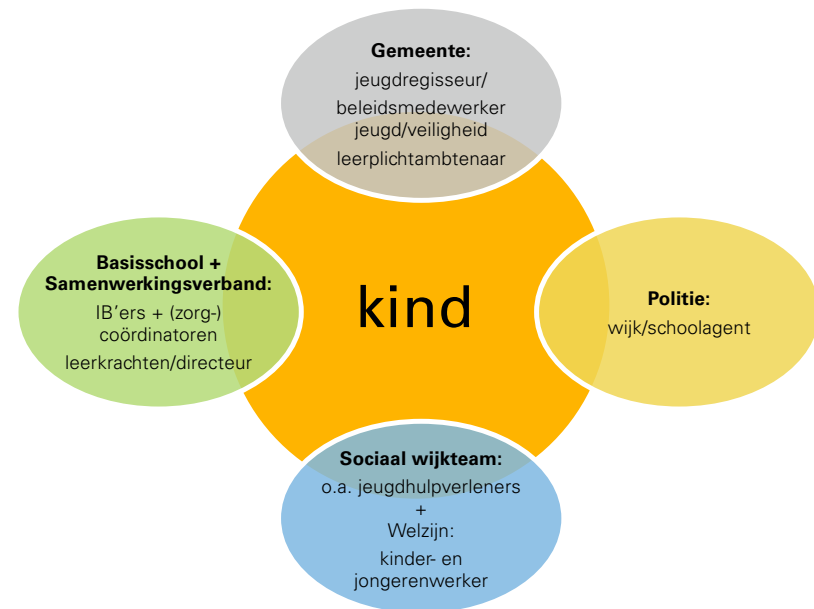 Gemeente:
jeugdregisseur/
beleidsmedewerker
jeugd/veiligheid
leerplichtambtenaar
Basisschool +
Samenwerkingsverband:
IB'ers + (zorg-)
coördinatoren
leerkrachten/directeur
kind
Politie:
wijk/schoolagent
Sociaal wijkteam:
o.a. jeugdhulpverleners
+
Welzijn:
kinder- en
jongerenwerker